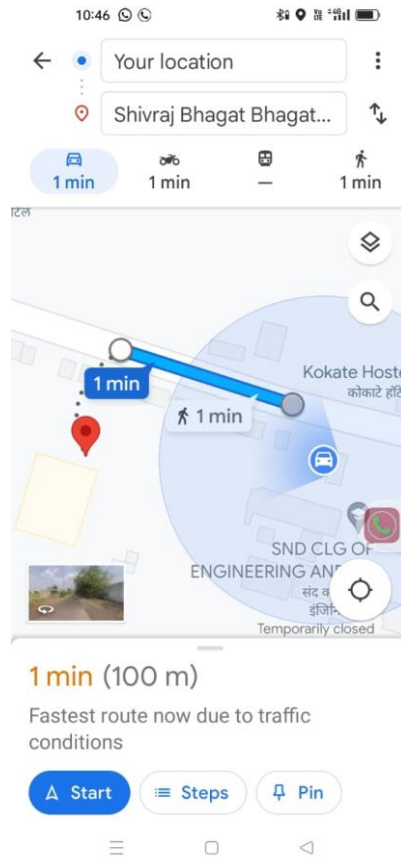 10:46
Your location
Shivraj Bhagat Bhagat...
1 min
1 min
—
1 min
टेल
1 min
1 min
Kokate Hoste
कोकाटे हॉटे
SND CLG OF
ENGINEERING AN
संद क
इंजिनि
Temporarily closed
1 min (100 m)
Fastest route now due to traffic
conditions
Start
Steps
Pin